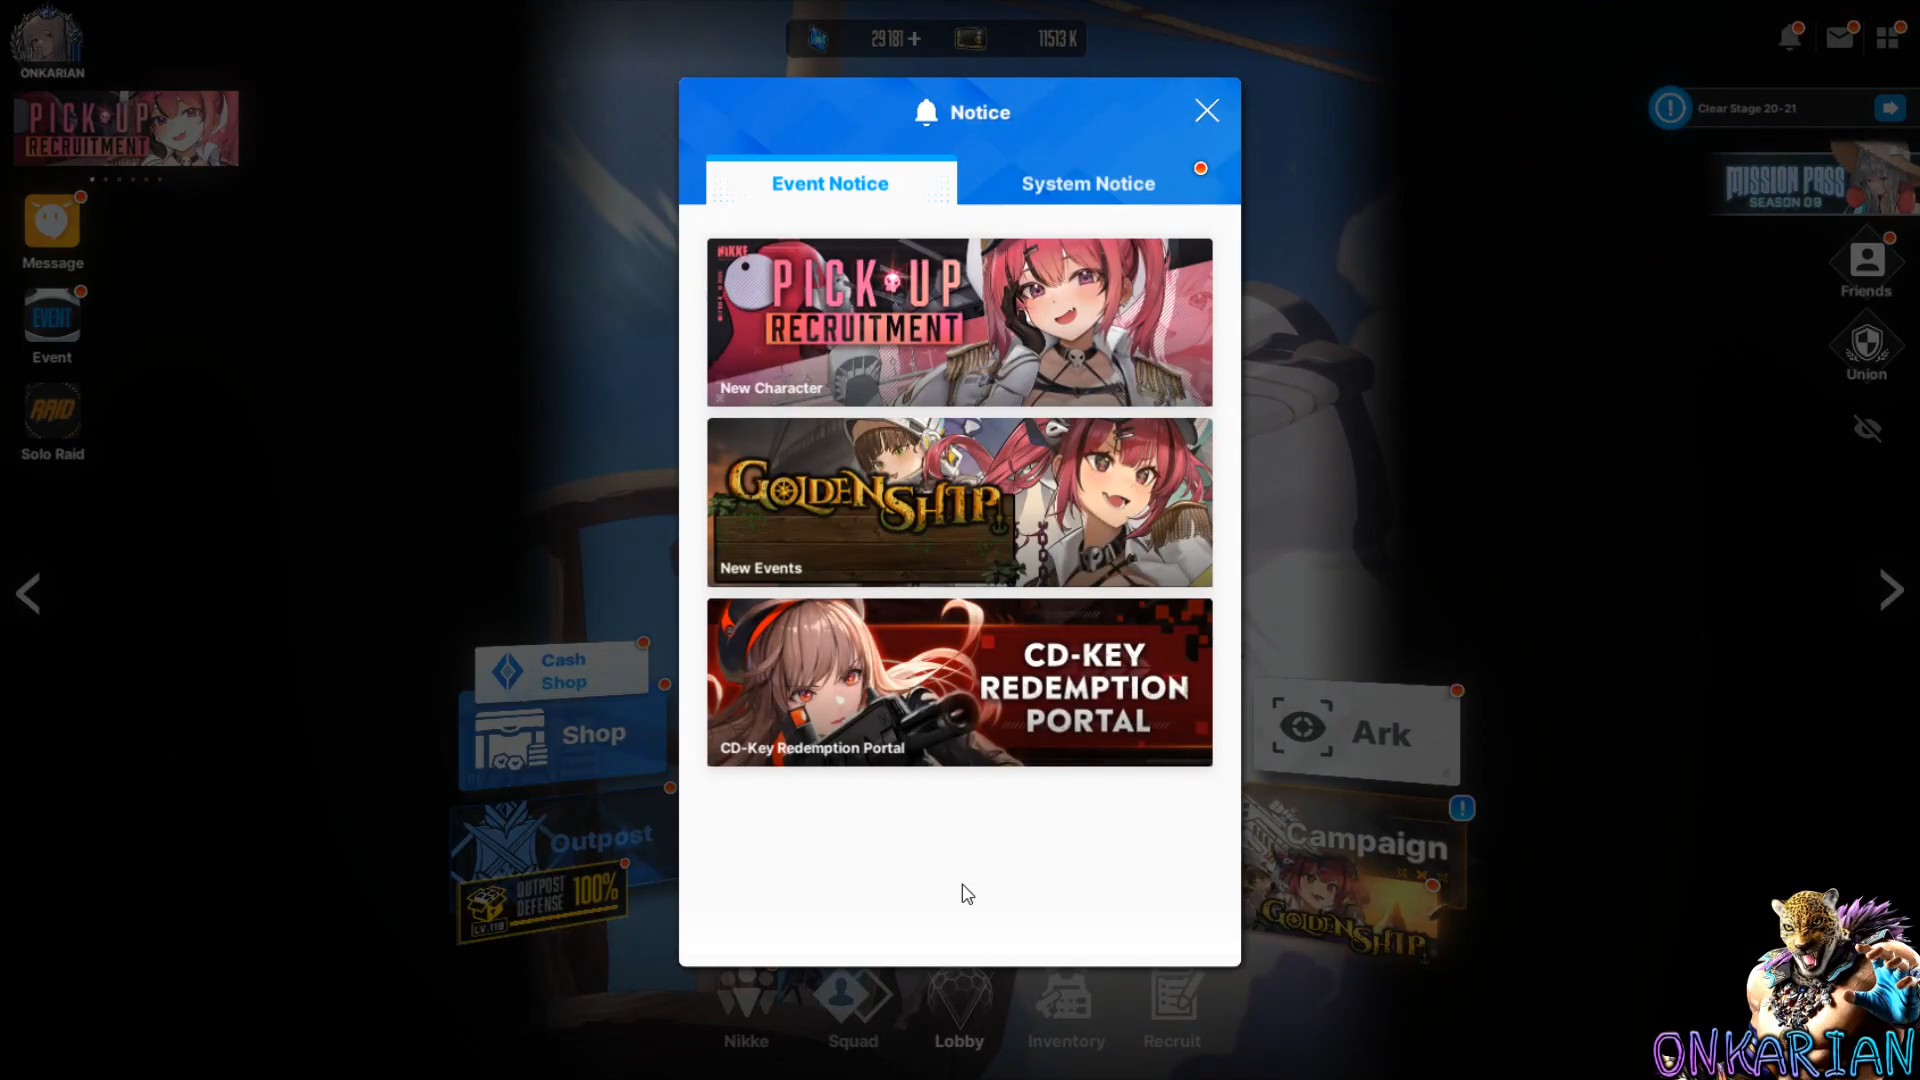 29181 +
11513 K
ONKARIAN
PICK UP
RECRUITMENT
Message
EVENT
Event
RAID
Solo Raid
Notice
Event Notice
System Notice
NIKKE
PICK UP
RECRUITMENT
New Character
GOLDEN SHIP
New Events
CD-KEY
REDEMPTION
PORTAL
CD-Key Redemption Portal
Clear Stage 20-21
MISSION PASS
SEASON 09
Friends
Union
Cash
Shop
Shop
Outpost
OUTPOST
DEFENSE
100%
LV.119
Ark
Campaign
GOLDEN SHIP
Nikke
Squad
Lobby
Inventory
Recruit
ONKARIAN